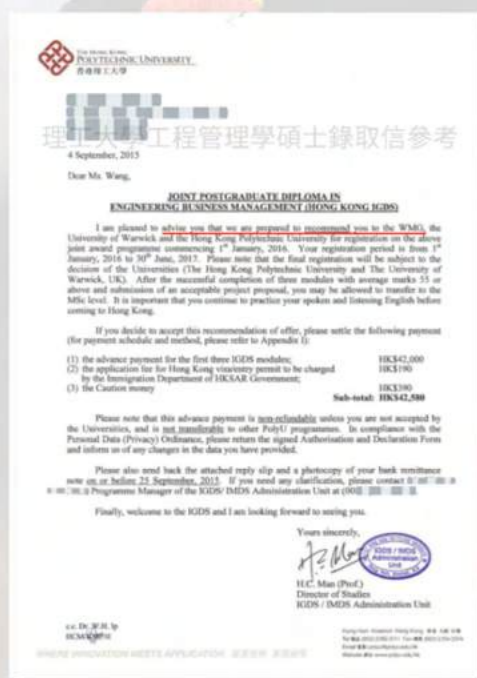 THE HONG KONG
POLYTECHNIC UNIVERSITY
香港理工大學
理工大學工程管理學碩士錄取信參考
4 September, 2015
Dear Ms. Wang,
JOINT POSTGRADUATE DIPLOMA IN
ENGINEERING BUSINESS MANAGEMENT (HONG KONG IGDS)
I am pleased to advise you that we are prepared to recommend you to the WMG, the
University of Warwick and the Hong Kong Polytechnic University for registration on the above
joint award programme commencing 1st January, 2016. Your registration period is from 1st
January, 2016 to 30th June, 2017. Please note that the final registration will be subject to the
decision of the Universities (The Hong Kong Polytechnic University and The University of
Warwick, UK). After the successful completion of three modules with average marks 55 or
above and submission of an acceptable project proposal, you may be allowed to transfer to the
MSc level. It is important that you continue to practice your spoken and listening English before
coming to Hong Kong.
If you decide to accept this recommendation of offer, please settle the following payment
(for payment schedule and method, please refer to Appendix I):
(1) the advance payment for the first three IGDS modules; HK$42,000
(2) the application fee for Hong Kong visa/entry permit to be charged HK$190
by the Immigration Department of HKSAR Government;
(3) the Caution money HK$390
Sub-total: HK$42,580
Please note that this advance payment is non-refundable unless you are not accepted by
the Universities, and is not transferable to other PolyU programmes. In compliance with the
Personal Data (Privacy) Ordinance, please return the signed Authorisation and Declaration Form
and inform us of any changes in the data you have provided.
Please also send back the attached reply slip and a photocopy of your bank remittance
note on or before 25 September, 2015. If you need any clarification, please contact
Programme Manager of the IGDS/ IMDS Administration Unit at (00
Finally, welcome to the IGDS and I am looking forward to seeing you.
Yours sincerely,
IGDS / IMDS
Administration
Unit
H.C. Man (Prof.)
Director of Studies
IGDS / IMDS Administration Unit
c.c. Dr. W.H. Ip
WHERE INNOVATION MEETS APPLICATION